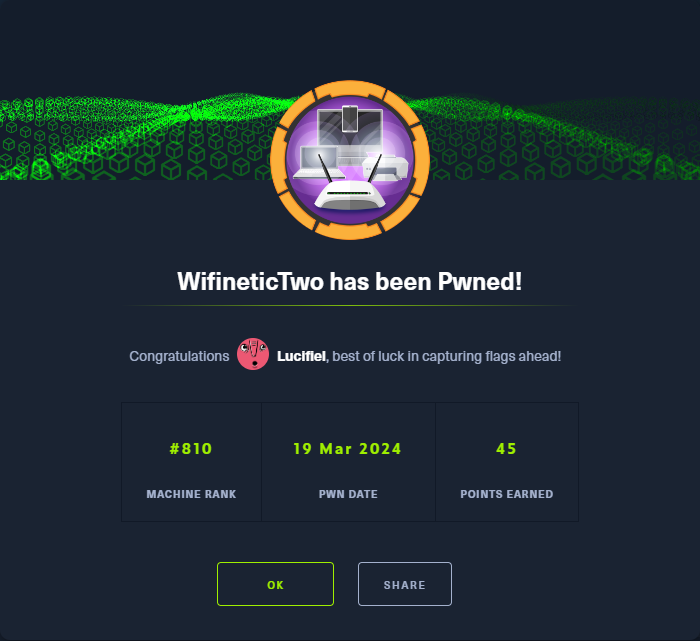 WifineticTwo has been Pwned!
Congratulations Lucifiel, best of luck in capturing flags ahead!
#810 19 Mar 2024 45
MACHINE RANK PWN DATE POINTS EARNED
OK SHARE